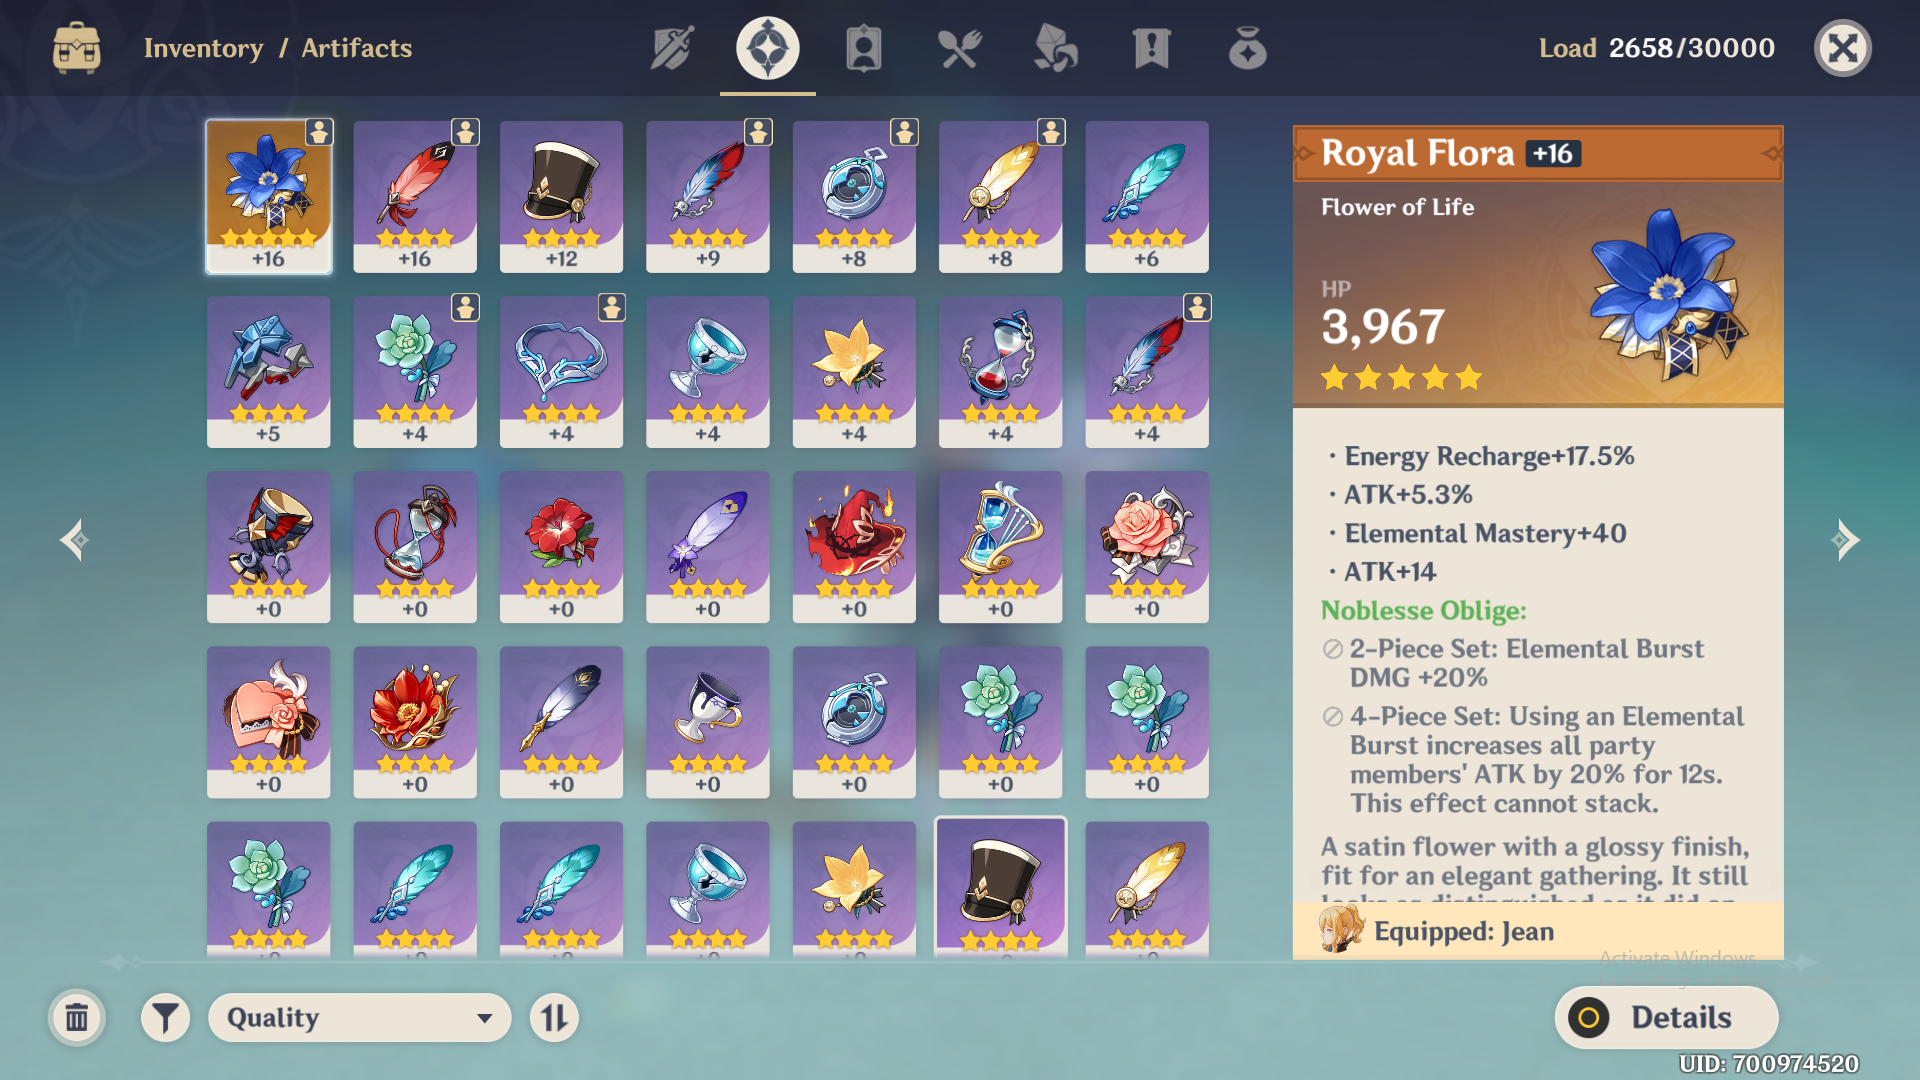 Inventory / Artifacts
Load 2658/30000
+16
+16
+12
+9
+8
+8
+6
+5
+4
+4
+4
+4
+4
+4
+0
+0
+0
+0
+0
+0
+0
+0
+0
+0
+0
+0
+0
+0
Royal Flora +16
Flower of Life
HP
3,967
· Energy Recharge+17.5%
· ATK+5.3%
· Elemental Mastery+40
· ATK+14
Noblesse Oblige:
2-Piece Set: Elemental Burst
DMG +20%
4-Piece Set: Using an Elemental
Burst increases all party
members' ATK by 20% for 12s.
This effect cannot stack.
A satin flower with a glossy finish,
fit for an elegant gathering. It still
Equipped: Jean
Activate Windows
Quality
Details
UID: 700974520